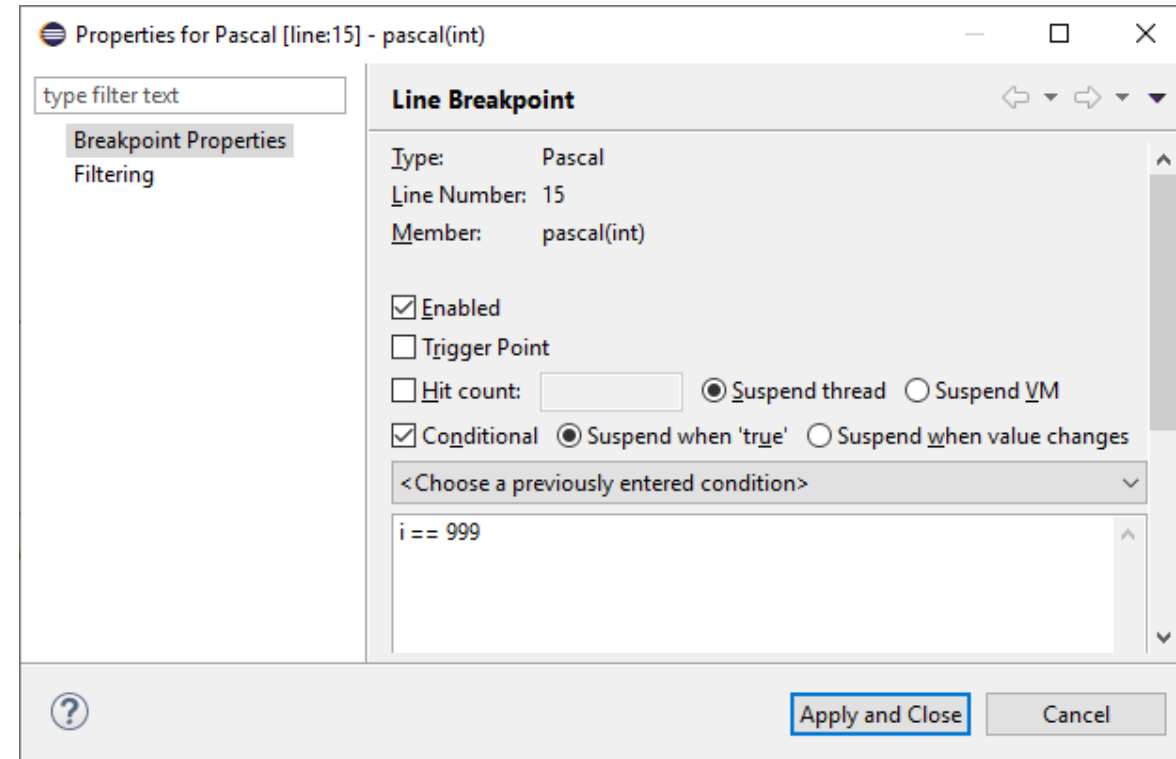 Properties for Pascal [line:15] - pascal(int)
type filter text
Breakpoint Properties
Filtering
Line Breakpoint
Type: Pascal
Line Number: 15
Member: pascal(int)
Enabled
Trigger Point
Hit count: Suspend thread Suspend VM
Conditional Suspend when 'true' Suspend when value changes
<Choose a previously entered condition>
i == 999
?
Apply and Close Cancel